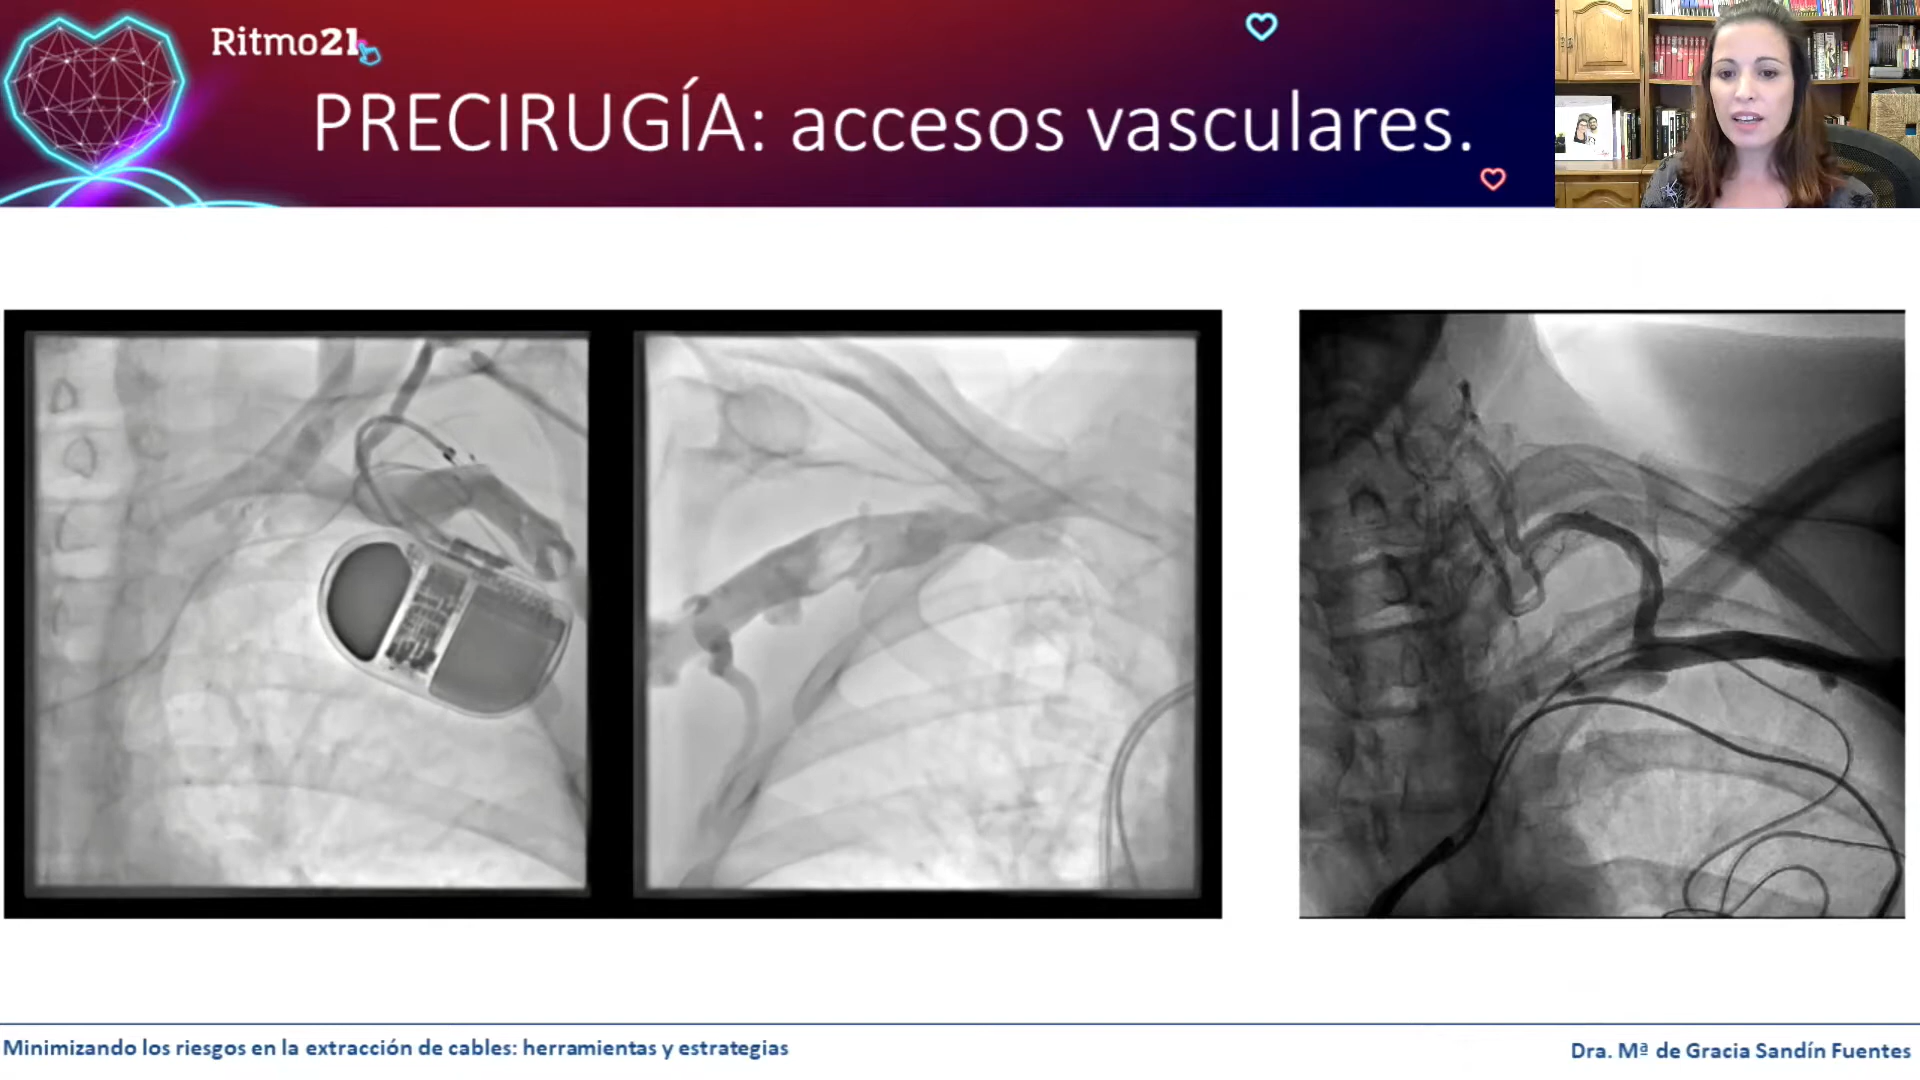 Ritmo21
PRECIRUGÍA: accesos vasculares.
Minimizando los riesgos en la extracción de cables: herramientas y estrategias
Dra. Mª de Gracia Sandín Fuentes